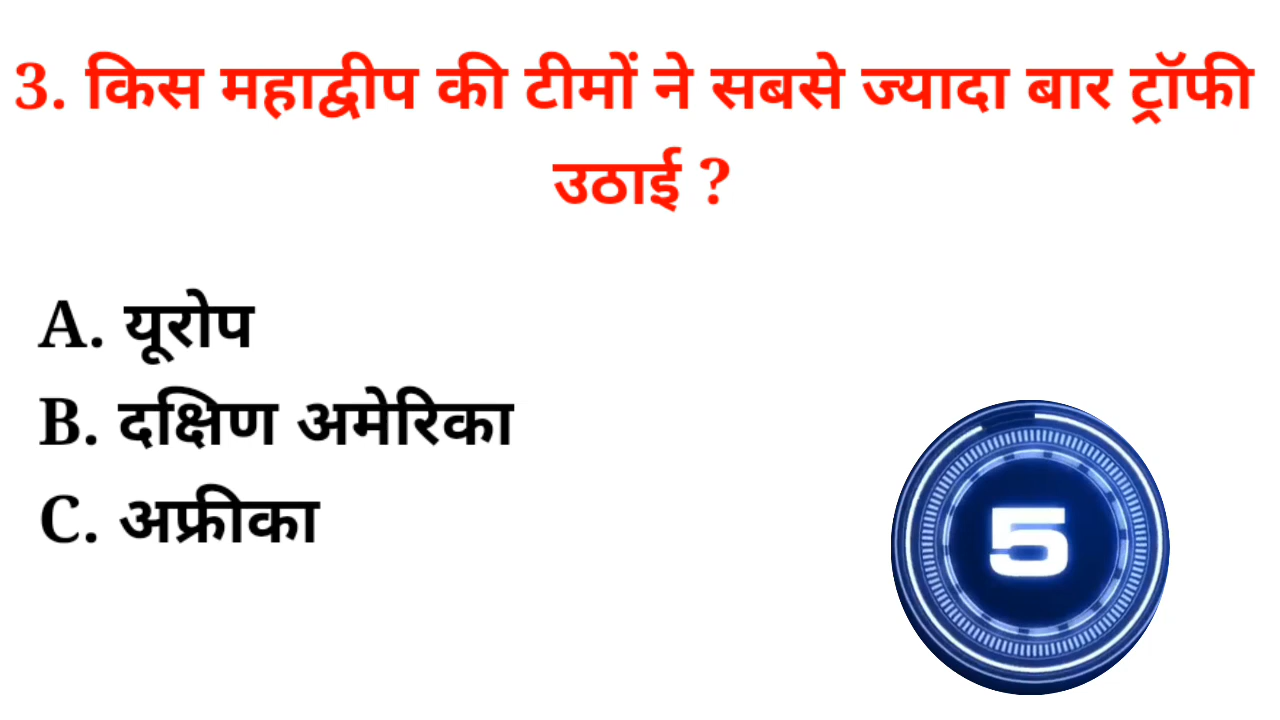 3. किस महाद्वीप की टीमों ने सबसे ज्यादा बार ट्रॉफी
उठाई ?
A. यूरोप
B. दक्षिण अमेरिका
C. अफ्रीका
5